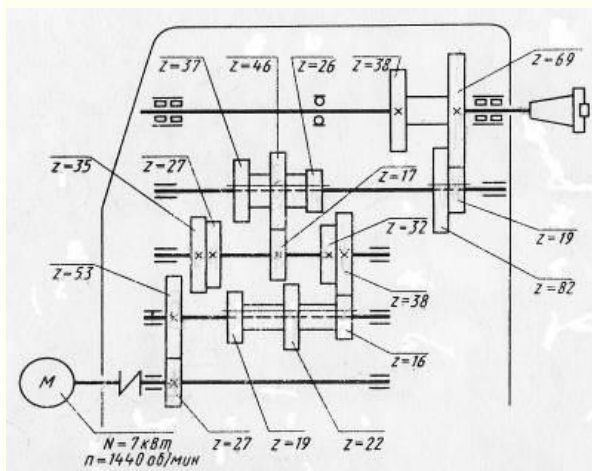 z=37
z=46
z=26
z=38
z=69
z=35
z=27
z=17
z=32
z=19
z=53
z=38
z=82
z=16
M
N=7 кВт
n=1440 об/мин
z=27
z=19
z=22